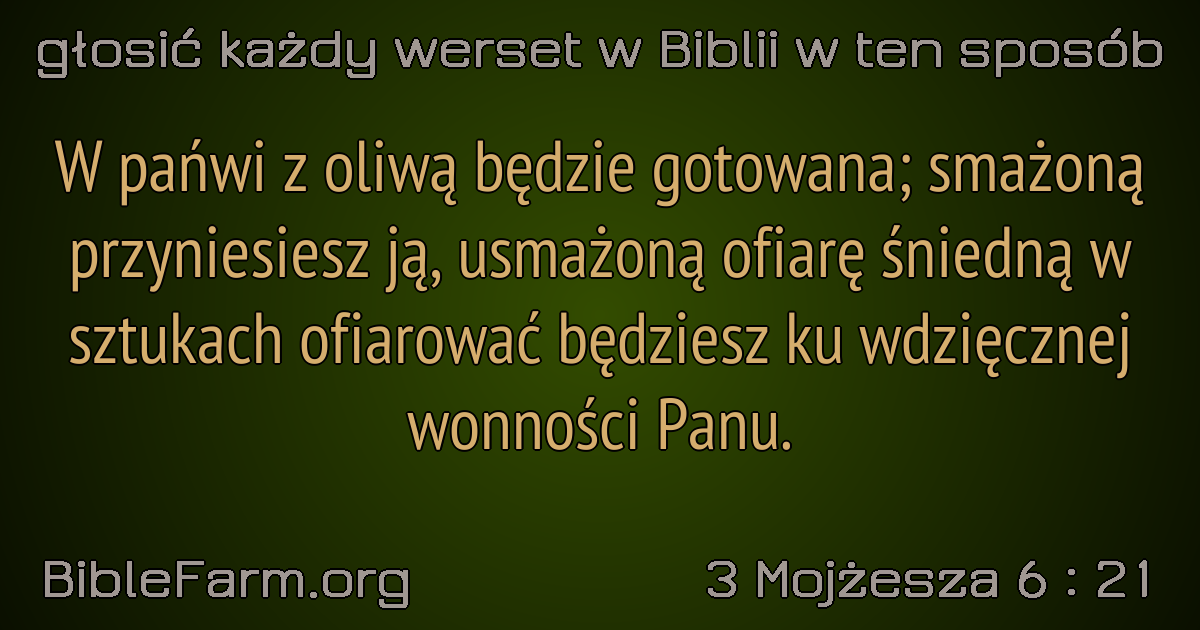 głosić każdy werset w Biblii w ten sposób
W pańwi z oliwą będzie gotowana; smażoną
przyniesiesz ją, usmażoną ofiarę śniedną w
sztukach ofiarować będziesz ku wdzięcznej
wonności Panu.
BibleFarm.org
3 Mojżesza 6 : 21